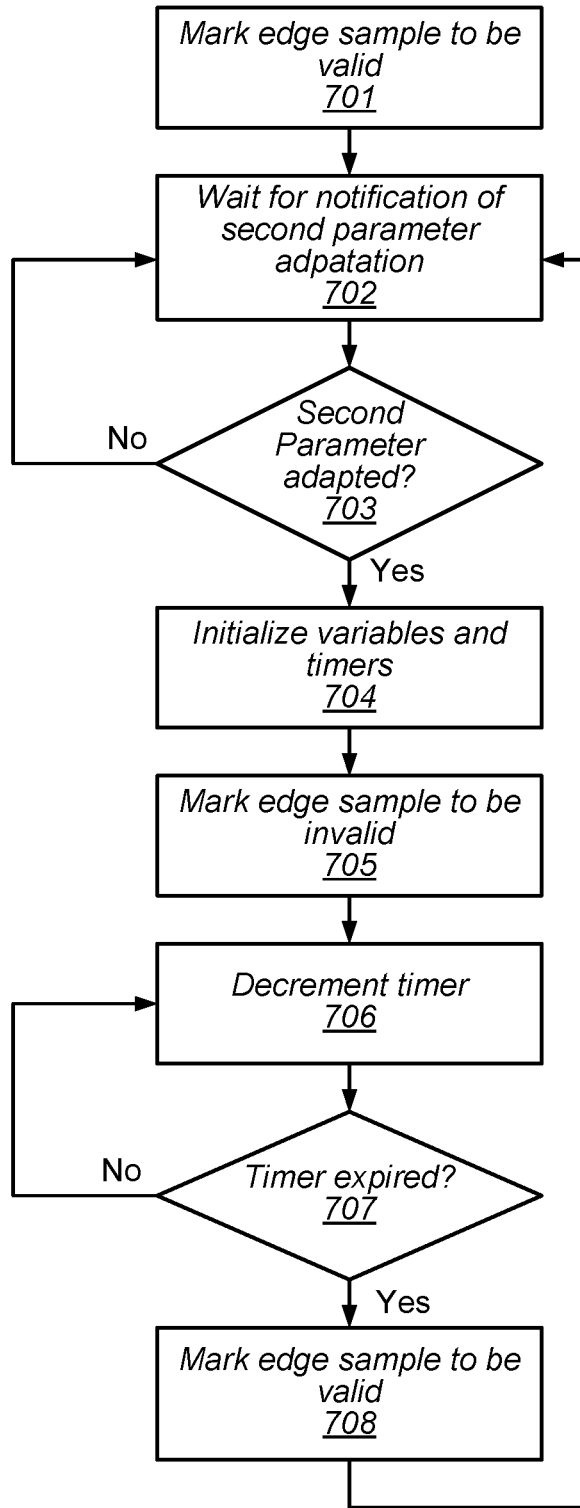 Mark edge sample to be
valid
701
Wait for notification of
second parameter
adpatation
702
Second
Parameter
adapted?
703
No
Yes
Initialize variables and
timers
704
Mark edge sample to be
invalid
705
Decrement timer
706
Timer expired?
707
No
Yes
Mark edge sample to be
valid
708